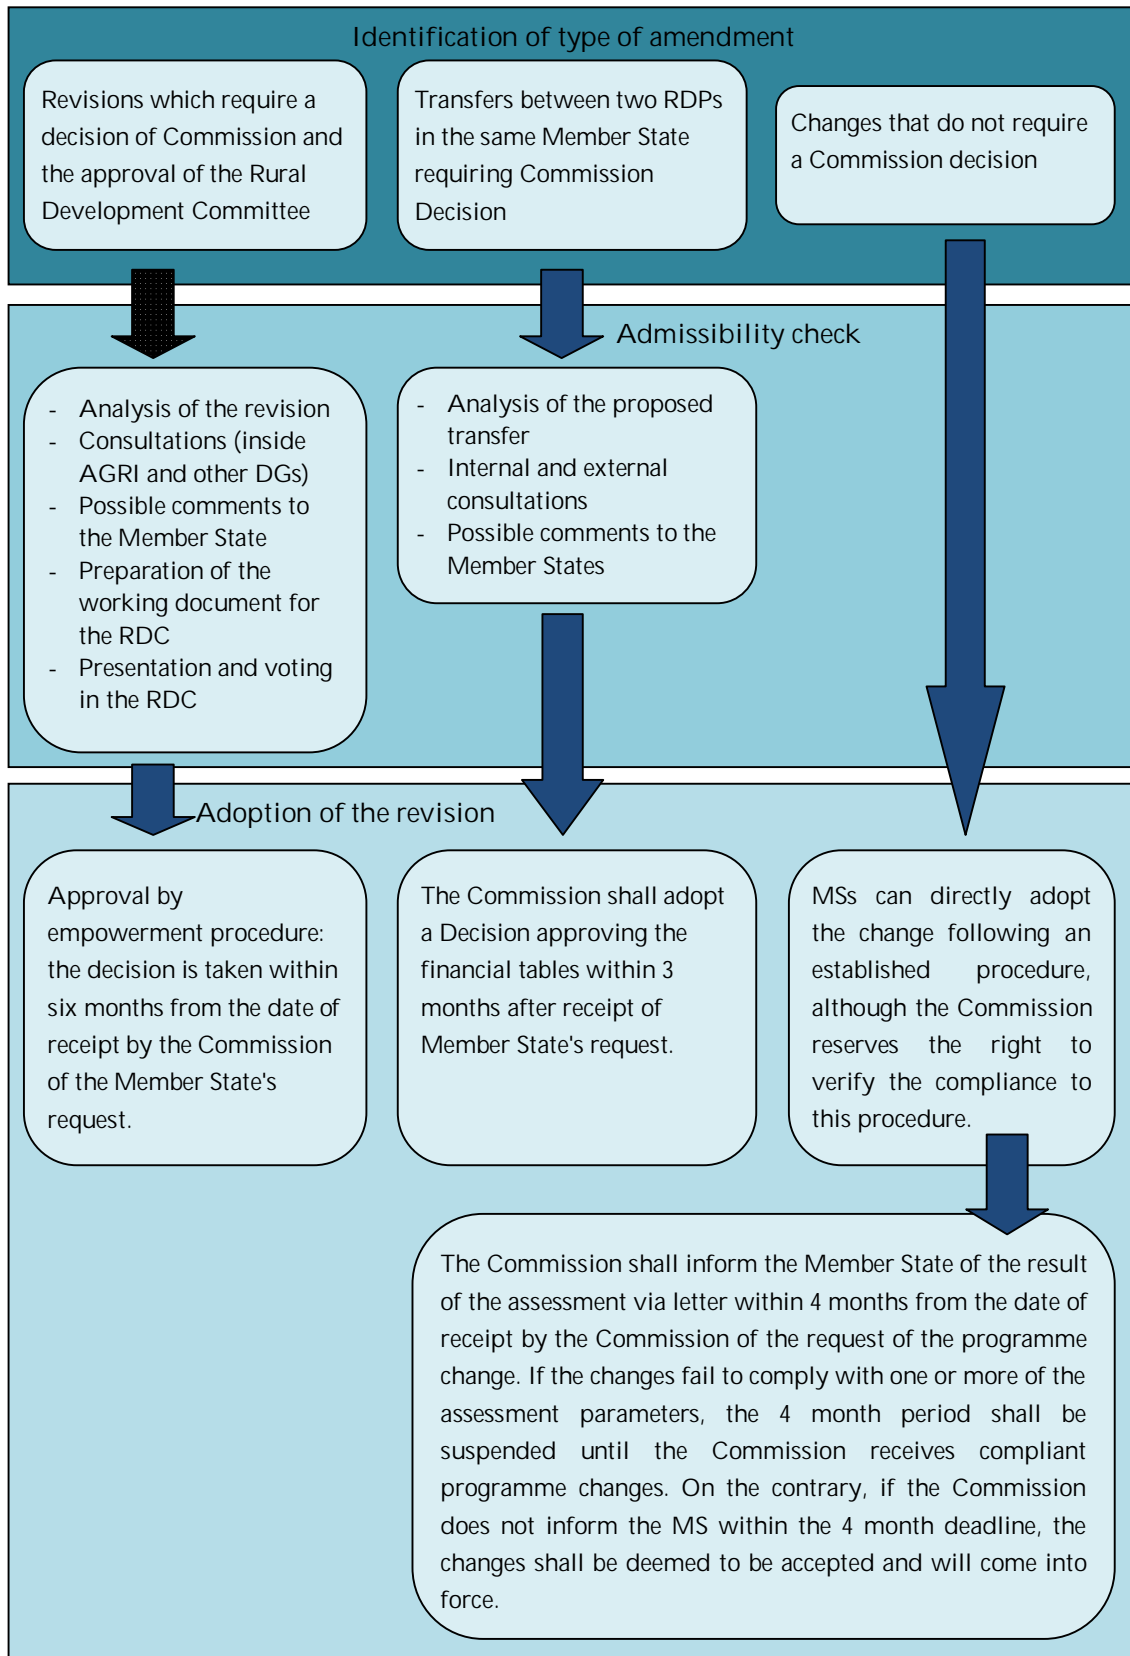 Identification of type of amendment
Revisions which require a
decision of Commission and
the approval of the Rural
Development Committee
Transfers between two RDPs
in the same Member State
requiring Commission
Decision
Changes that do not require
a Commission decision
Admissibility check
- Analysis of the revision
- Consultations (inside
AGRI and other DGs)
- Possible comments to
the Member State
- Preparation of the
working document for
the RDC
- Presentation and voting
in the RDC
- Analysis of the proposed
transfer
- Internal and external
consultations
- Possible comments to the
Member States
Adoption of the revision
Approval by
empowerment procedure:
the decision is taken within
six months from the date of
receipt by the Commission
of the Member State's
request.
The Commission shall adopt
a Decision approving the
financial tables within 3
months after receipt of
Member State's request.
MSs can directly adopt
the change following an
established procedure,
although the Commission
reserves the right to
verify the compliance to
this procedure.
The Commission shall inform the Member State of the result
of the assessment via letter within 4 months from the date of
receipt by the Commission of the request of the programme
change. If the changes fail to comply with one or more of the
assessment parameters, the 4 month period shall be
suspended until the Commission receives compliant
programme changes. On the contrary, if the Commission
does not inform the MS within the 4 month deadline, the
changes shall be deemed to be accepted and will come into
force.